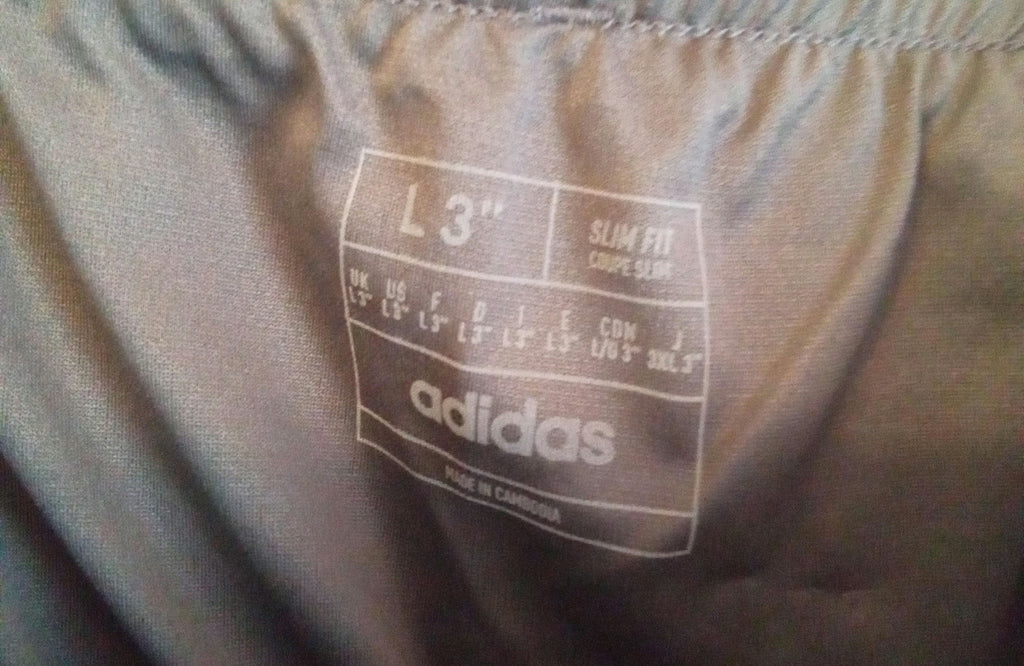 L 3"
SLIM FIT
COUPE SLIM
UK US F D I E CDN J
L 3" L 3" L 3" L 3" L 3" L 3" L/G 3" 3XL 3"
adidas
MADE IN CAMBODIA